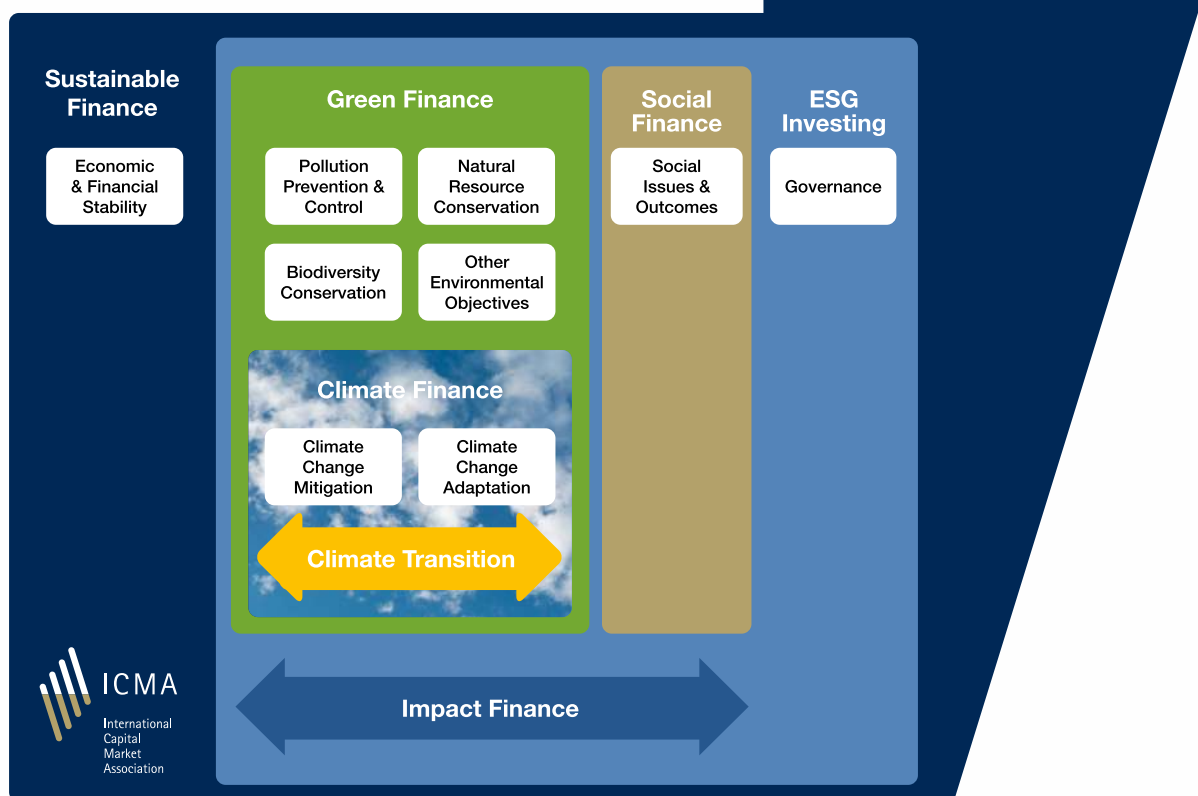 Sustainable
Finance
Economic
& Financial
Stability
Green Finance
Pollution
Prevention &
Control
Natural
Resource
Conservation
Biodiversity
Conservation
Other
Environmental
Objectives
Climate Finance
Climate
Change
Mitigation
Climate
Change
Adaptation
Climate Transition
Social
Finance
Social
Issues &
Outcomes
ESG
Investing
Governance
Impact Finance
ICMA
International
Capital
Market
Association